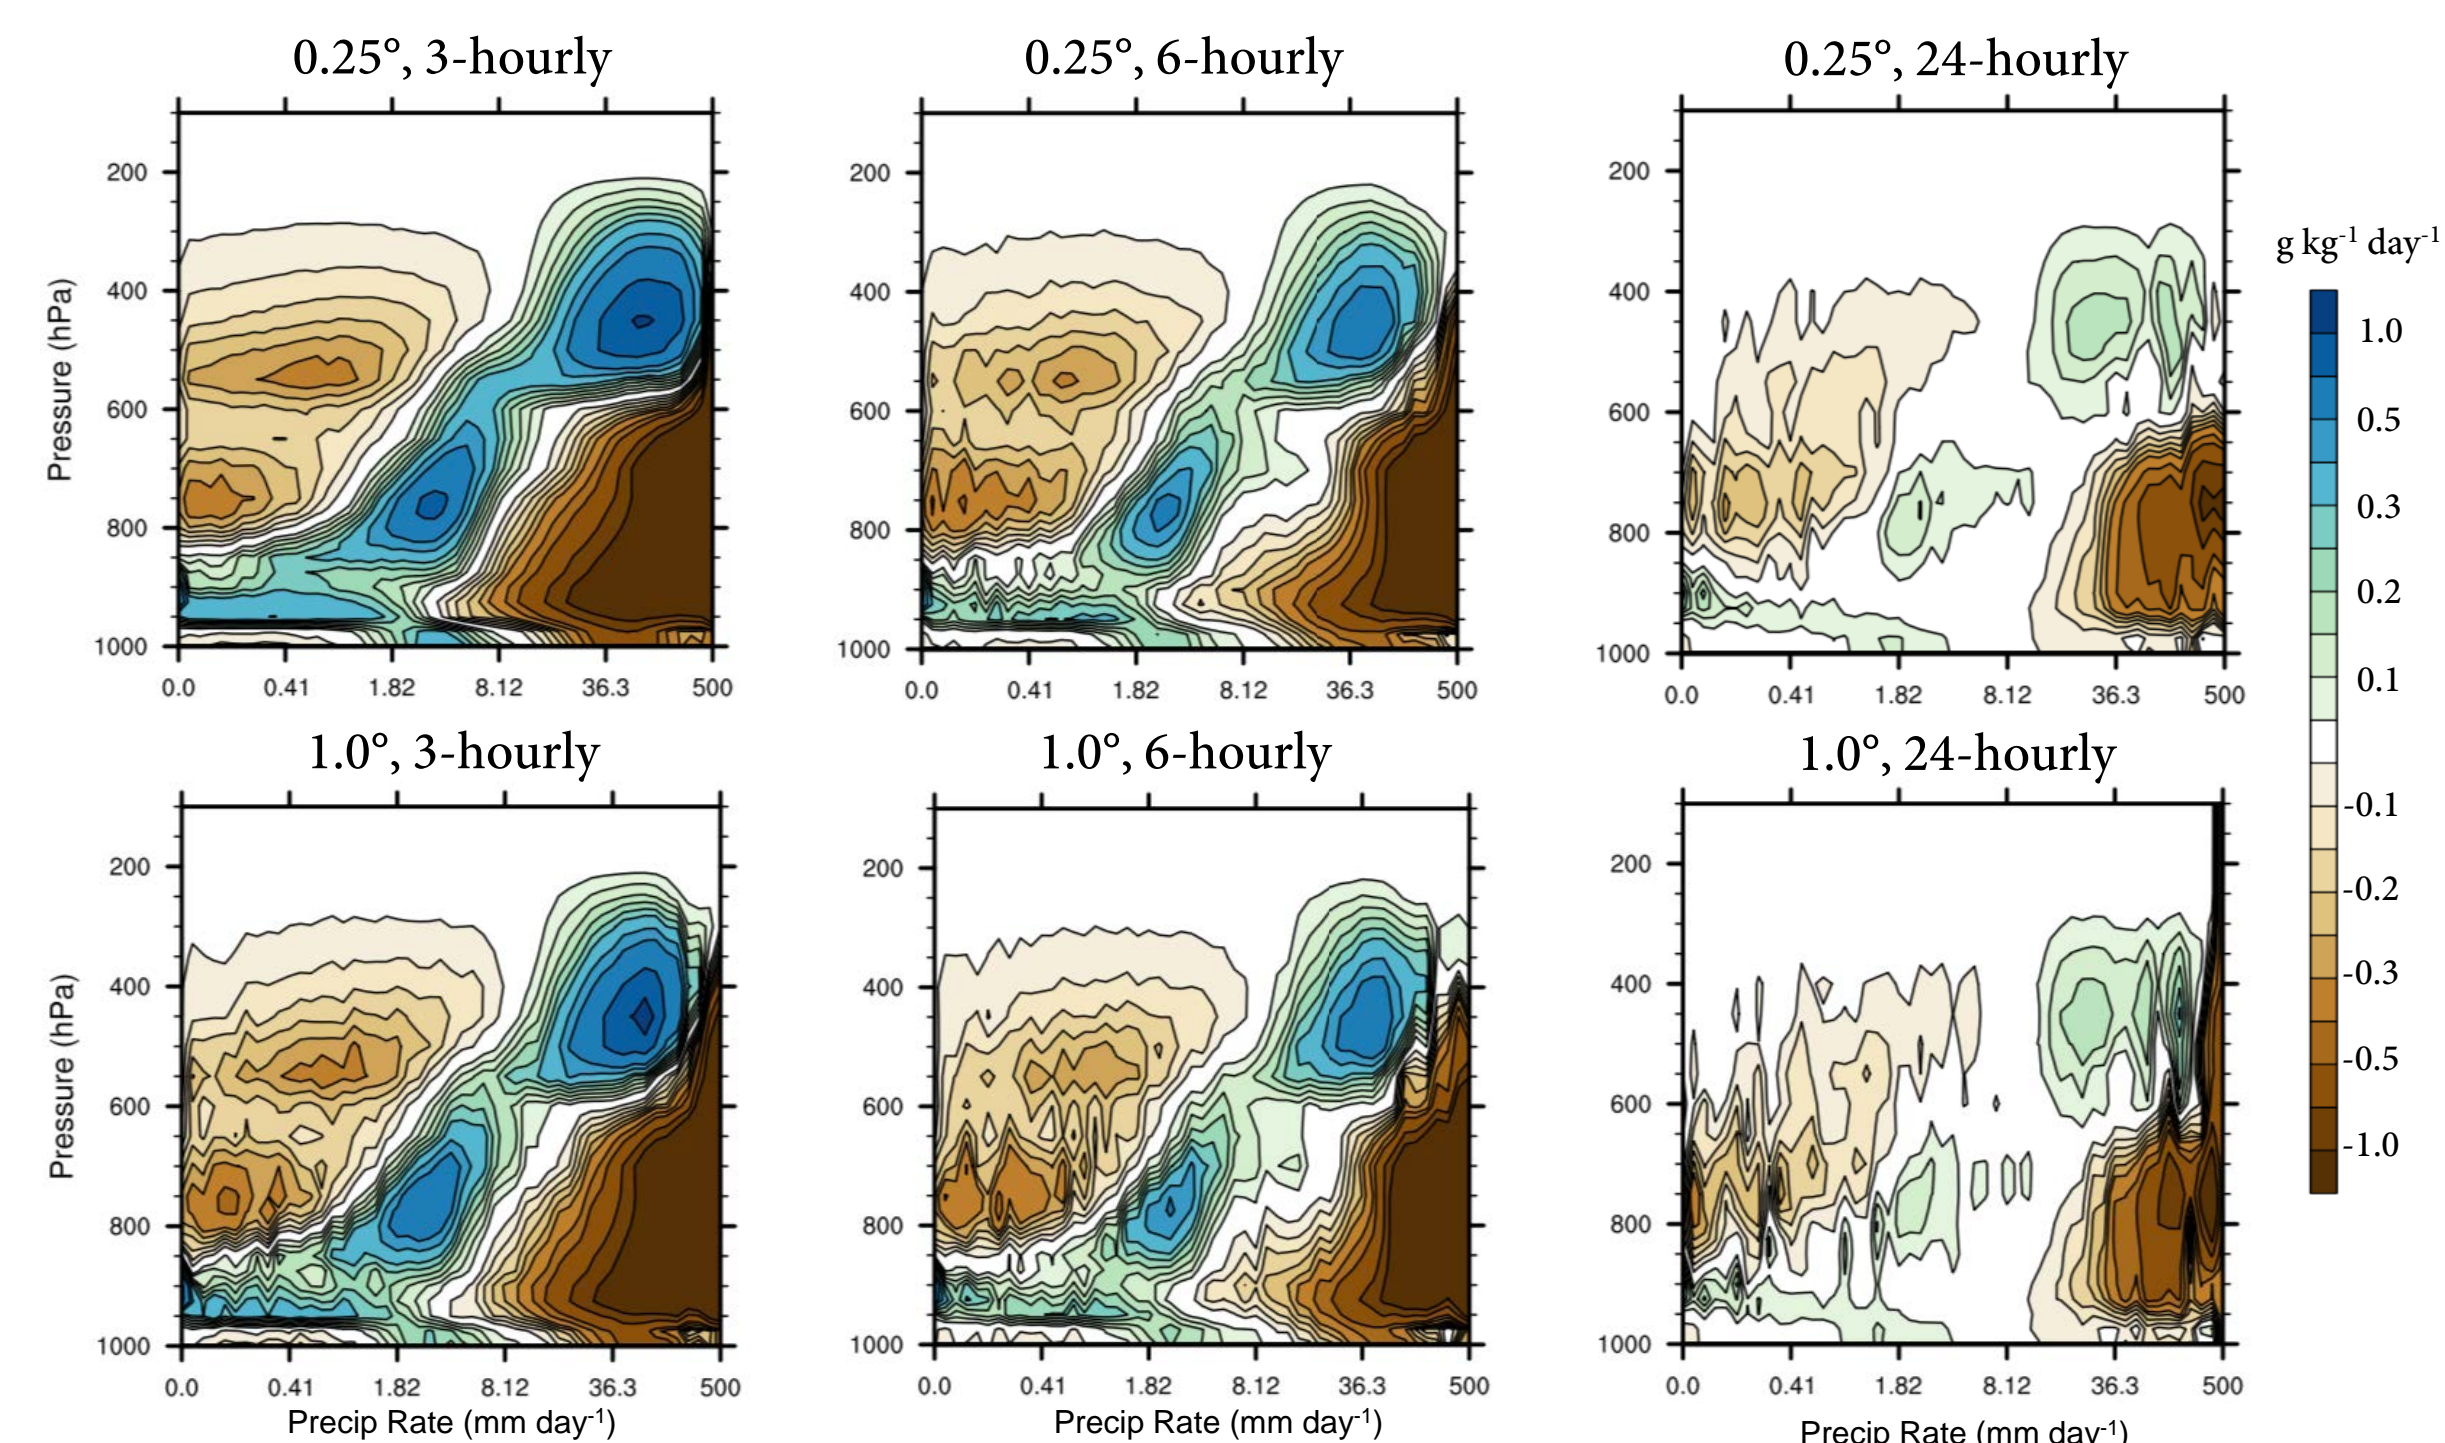 0.25°, 3-hourly
0.25°, 6-hourly
0.25°, 24-hourly
Pressure (hPa)
200
400
600
800
1000
0.0 0.41 1.82 8.12 36.3 500
200
400
600
800
1000
0.0 0.41 1.82 8.12 36.3 500
200
400
600
800
1000
0.0 0.41 1.82 8.12 36.3 500
g kg⁻¹ day⁻¹
1.0
0.5
0.3
0.2
0.1
-0.1
-0.2
-0.3
-0.5
-1.0
1.0°, 3-hourly
1.0°, 6-hourly
1.0°, 24-hourly
Pressure (hPa)
200
400
600
800
1000
0.0 0.41 1.82 8.12 36.3 500
Precip Rate (mm day⁻¹)
200
400
600
800
1000
0.0 0.41 1.82 8.12 36.3 500
Precip Rate (mm day⁻¹)
200
400
600
800
1000
0.0 0.41 1.82 8.12 36.3 500
Precip Rate (mm day⁻¹)